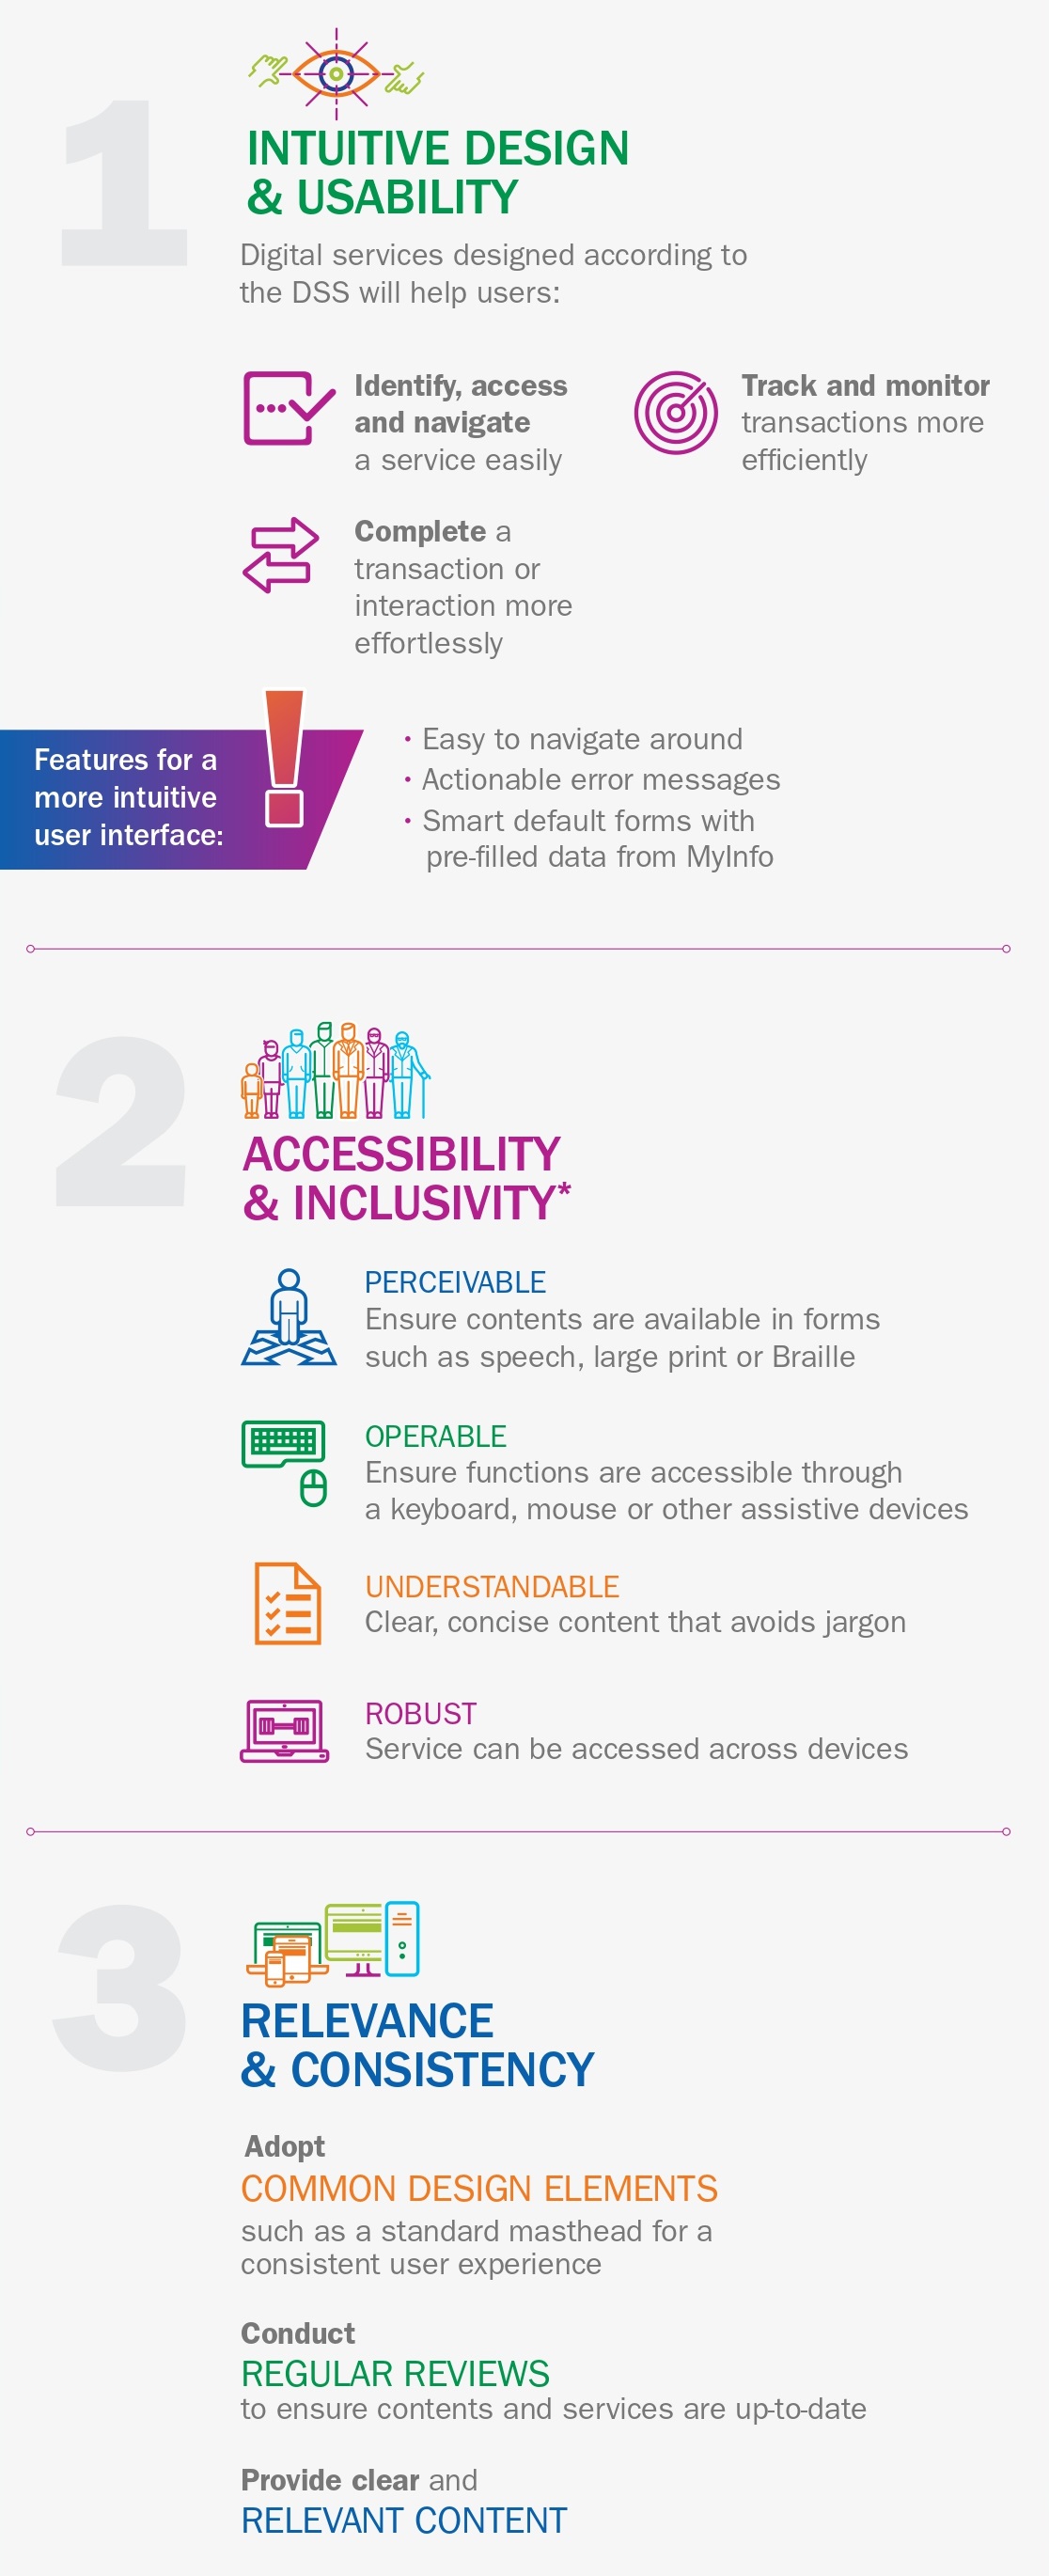 1
INTUITIVE DESIGN
& USABILITY
Digital services designed according to
the DSS will help users:
Identify, access
and navigate
a service easily
Track and monitor
transactions more
efficiently
Complete a
transaction or
interaction more
effortlessly
Features for a
more intuitive
user interface:
!
• Easy to navigate around
• Actionable error messages
• Smart default forms with
pre-filled data from MyInfo
2
ACCESSIBILITY
& INCLUSIVITY*
PERCEIVABLE
Ensure contents are available in forms
such as speech, large print or Braille
OPERABLE
Ensure functions are accessible through
a keyboard, mouse or other assistive devices
UNDERSTANDABLE
Clear, concise content that avoids jargon
ROBUST
Service can be accessed across devices
3
RELEVANCE
& CONSISTENCY
Adopt
COMMON DESIGN ELEMENTS
such as a standard masthead for a
consistent user experience
Conduct
REGULAR REVIEWS
to ensure contents and services are up-to-date
Provide clear and
RELEVANT CONTENT